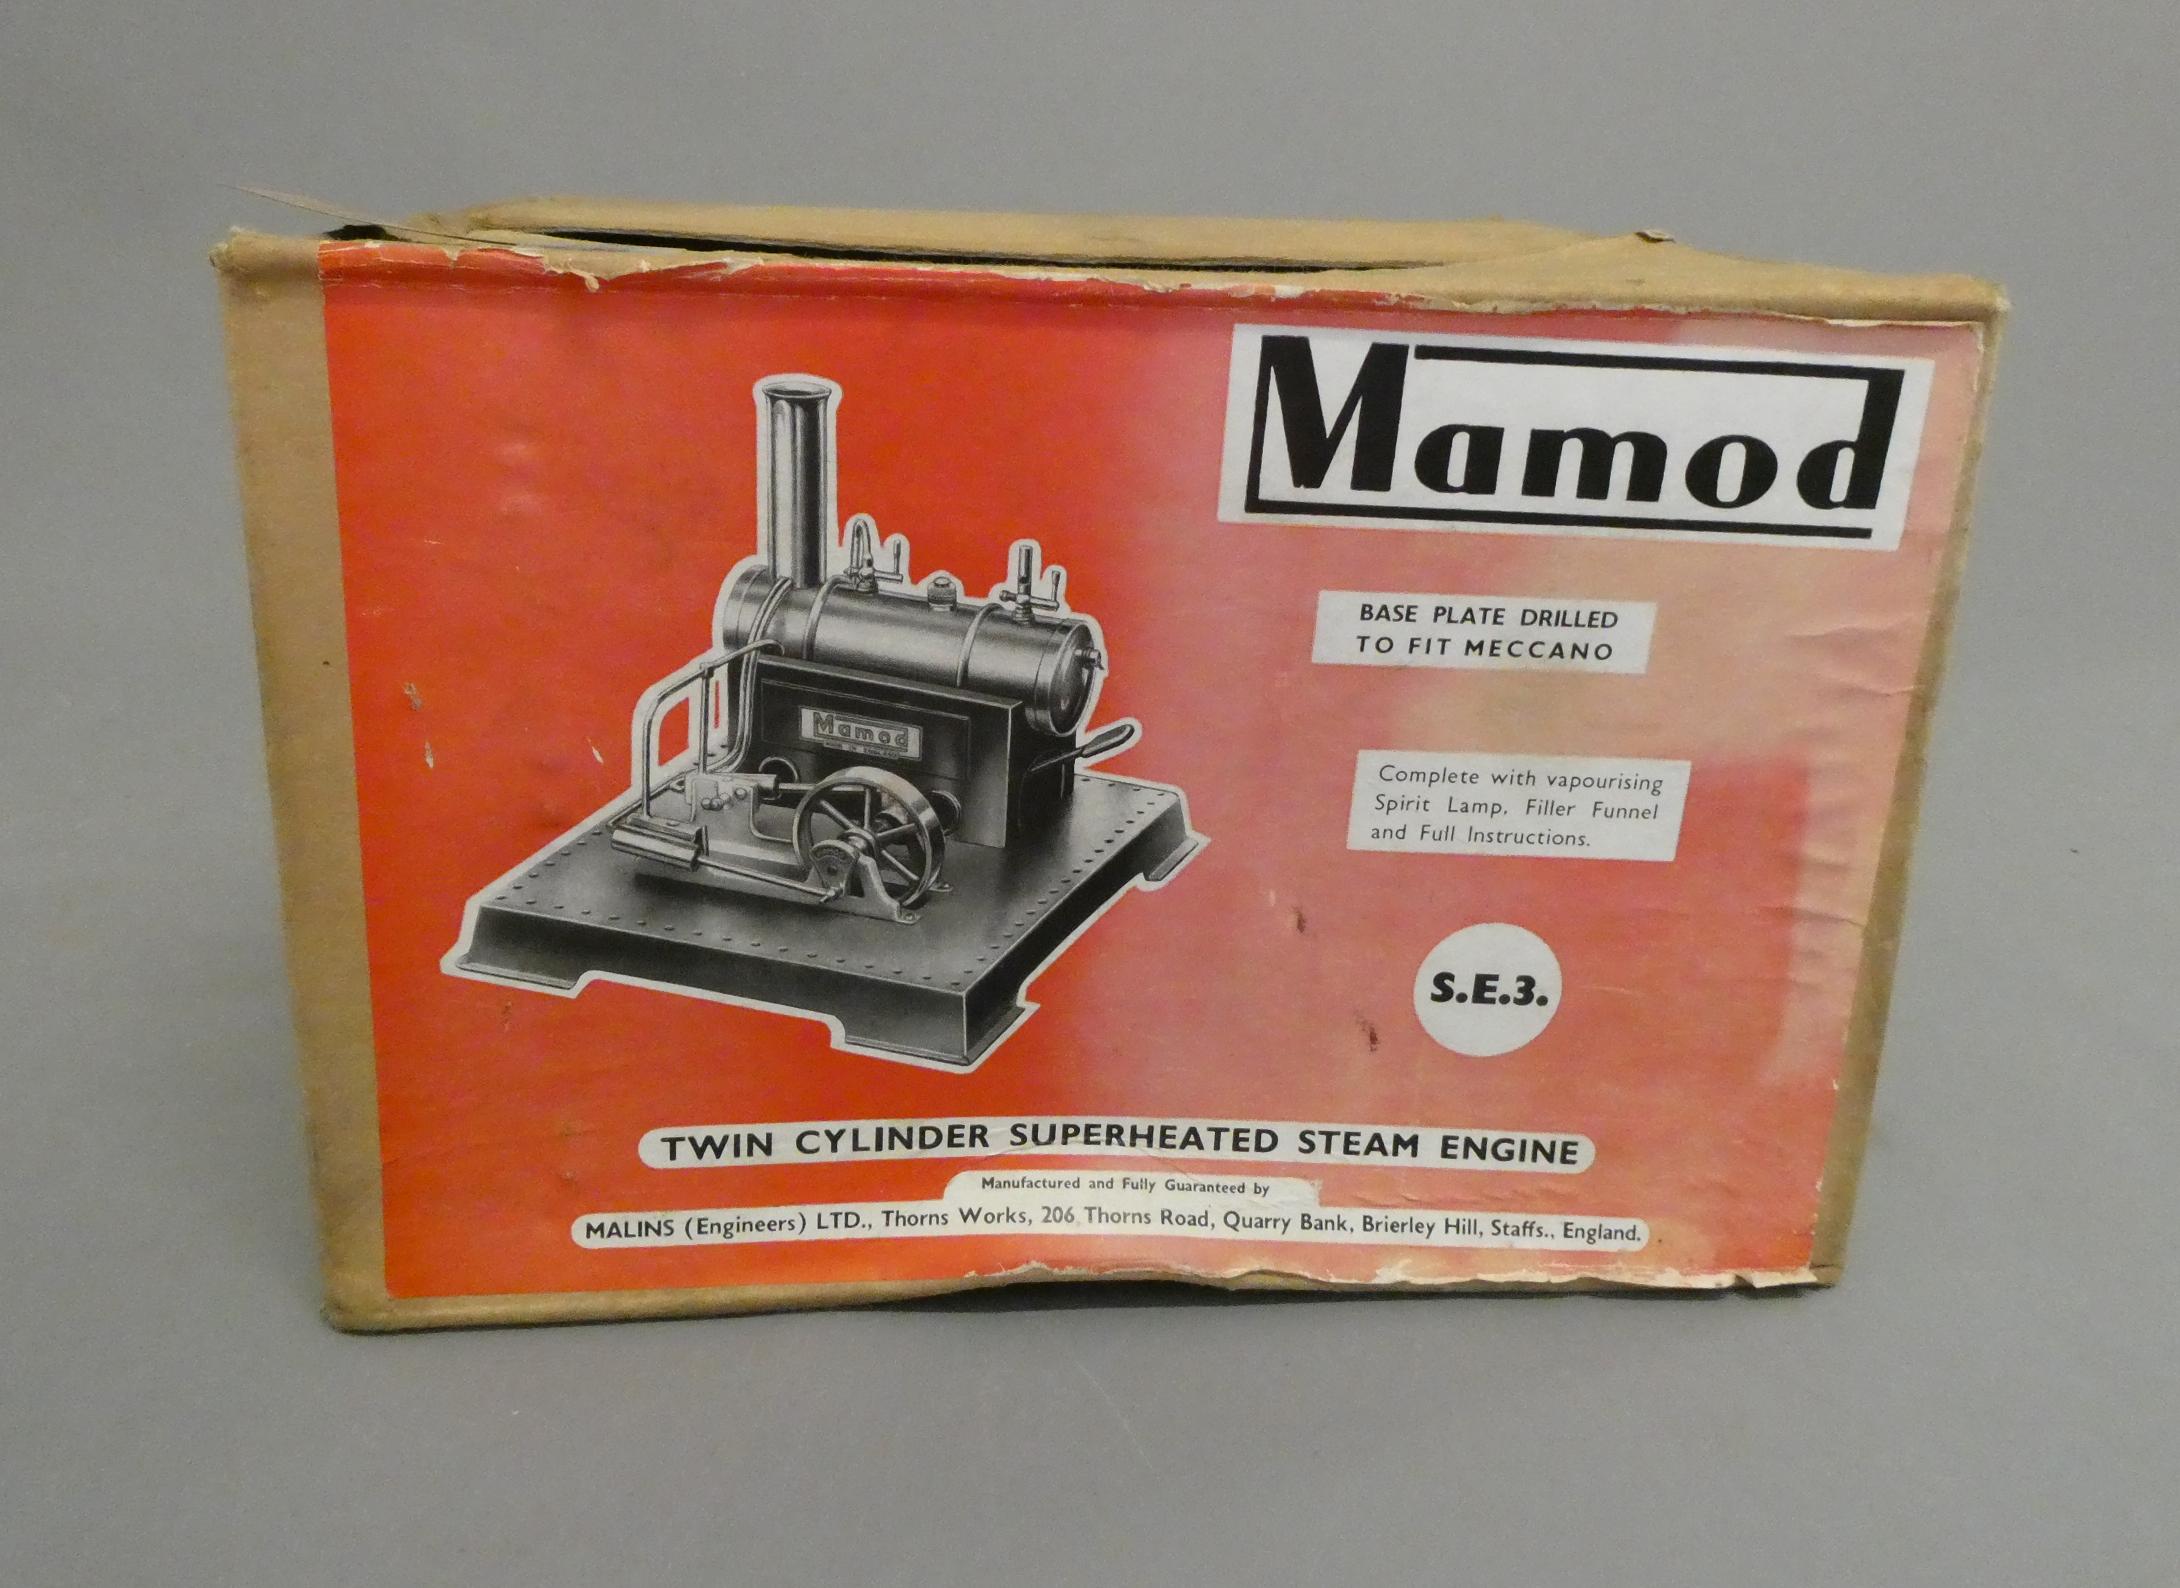 Mamod
BASE PLATE DRILLED
TO FIT MECCANO
Mamod
Complete with vapourising
Spirit Lamp, Filler Funnel
and Full Instructions.
S.E.3.
TWIN CYLINDER SUPERHEATED STEAM ENGINE
Manufactured and Fully Guaranteed by
MALINS (Engineers) LTD., Thorns Works, 206 Thorns Road, Quarry Bank, Brierley Hill, Staffs., England.